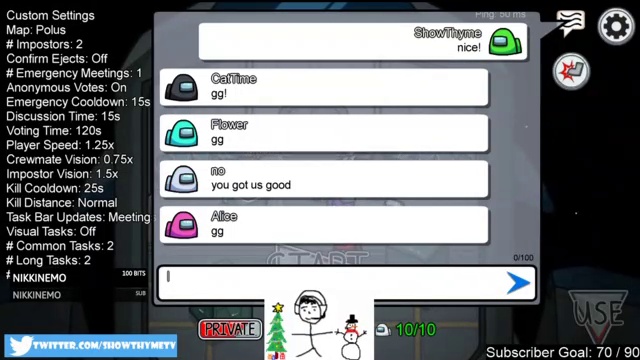 Custom Settings
Map: Polus
# Impostors: 2
Confirm Ejects: Off
# Emergency Meetings: 1
Anonymous Votes: On
Emergency Cooldown: 15s
Discussion Time: 15s
Voting Time: 120s
Player Speed: 1.25x
Crewmate Vision: 0.75x
Impostor Vision: 1.5x
Kill Cooldown: 25s
Kill Distance: Normal
Task Bar Updates: Meeting
Visual Tasks: Off
# Common Tasks: 2
# Long Tasks: 2
#
NIKKINEMO 100 BITS
NIKKINEMO SUB
TWITTER.COM/SHOWTHYMETV
Ping: 50 ms
ShowThyme
nice!
CatTime
gg!
Flower
gg
no
you got us good
Alice
gg
START
0/100
PRIVATE
10/10
USE
Subscriber Goal: 70 / 90